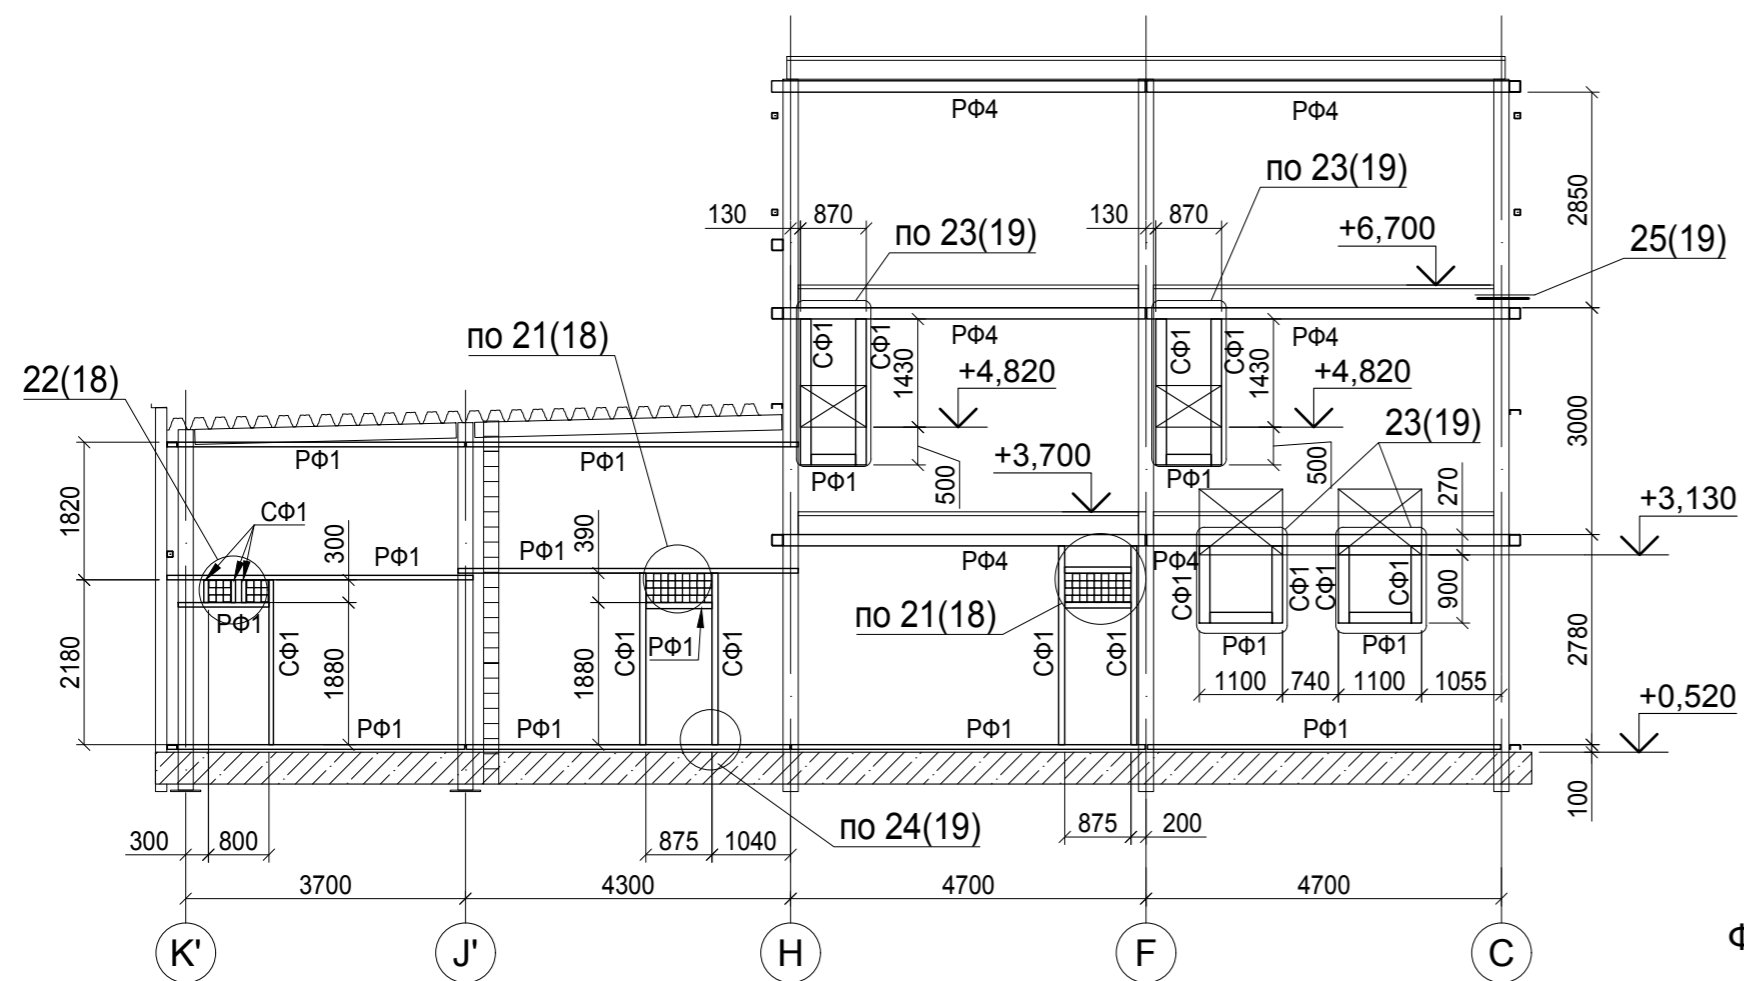 РФ4
РФ4
по 23(19)
130
870
130
870
2850
по 23(19)
+6,700
25(19)
по 21(18)
СФ1
СФ1
1430
РФ4
СФ1
СФ1
1430
РФ4
22(18)
+4,820
+4,820
3000
РФ1
РФ1
+3,700
РФ1
500
РФ1
500
23(19)
270
1820
СФ1
300
РФ1
РФ1
390
+3,130
РФ4
РФ4
СФ1
СФ1
СФ1
СФ1
900
РФ1
по 21(18)
2180
СФ1
1880
1880
СФ1
РФ1
СФ1
СФ1
СФ1
РФ1
РФ1
2780
1100
740
1100
1055
+0,520
РФ1
РФ1
РФ1
РФ1
100
300
800
875
1040
по 24(19)
875
200
3700
4300
4700
4700
K'
J'
H
F
C